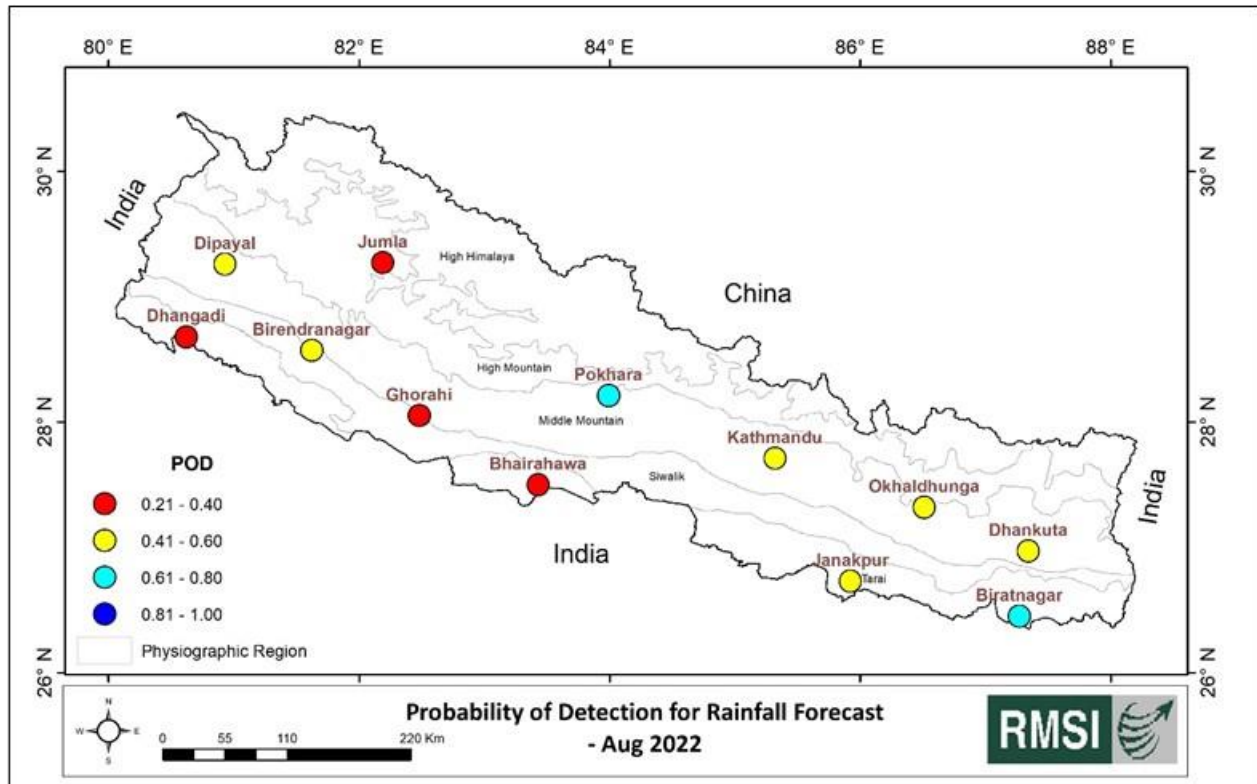 80° E 82° E 84° E 86° E 88° E
30° N
30° N
India
Dipayal
Jumla
High Himalaya
China
Dhangadi
Birendranagar
High Mountain
Pokhara
Ghorahi
Middle Mountain
28° N
28° N
Kathmandu
Bhairahawa
Siwalik
Okhaldhunga
India
Dhankuta
India
Janakpur
Tarai
Biratnagar
POD
0.21 - 0.40
0.41 - 0.60
0.61 - 0.80
0.81 - 1.00
Physiographic Region
26° N
26° N
N
W E
S
0 55 110 220 Km
Probability of Detection for Rainfall Forecast
- Aug 2022
RMSI